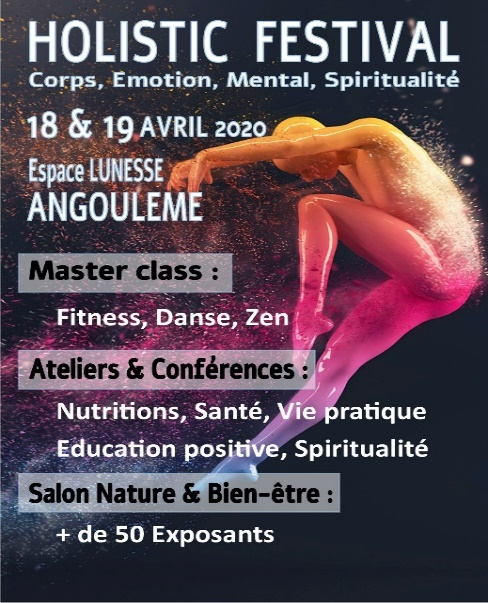 HOLISTIC FESTIVAL
Corps, Emotion, Mental, Spiritualité
18 & 19 AVRIL 2020
Espace LUNESSE
ANGOULEME
Master class :
Fitness, Danse, Zen
Ateliers & Conférences :
Nutritions, Santé, Vie pratique
Education positive, Spiritualité
Salon Nature & Bien-être :
+ de 50 Exposants